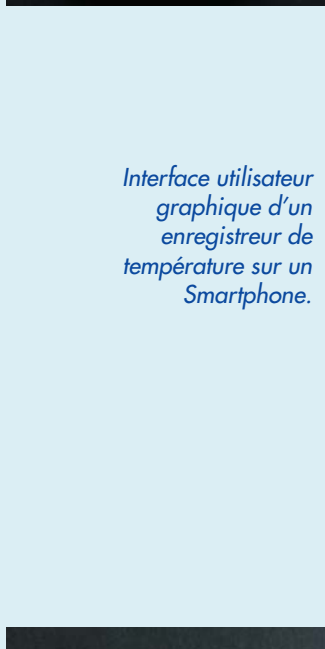 Interface utilisateur
graphique d’un
enregistreur de
température sur un
Smartphone.